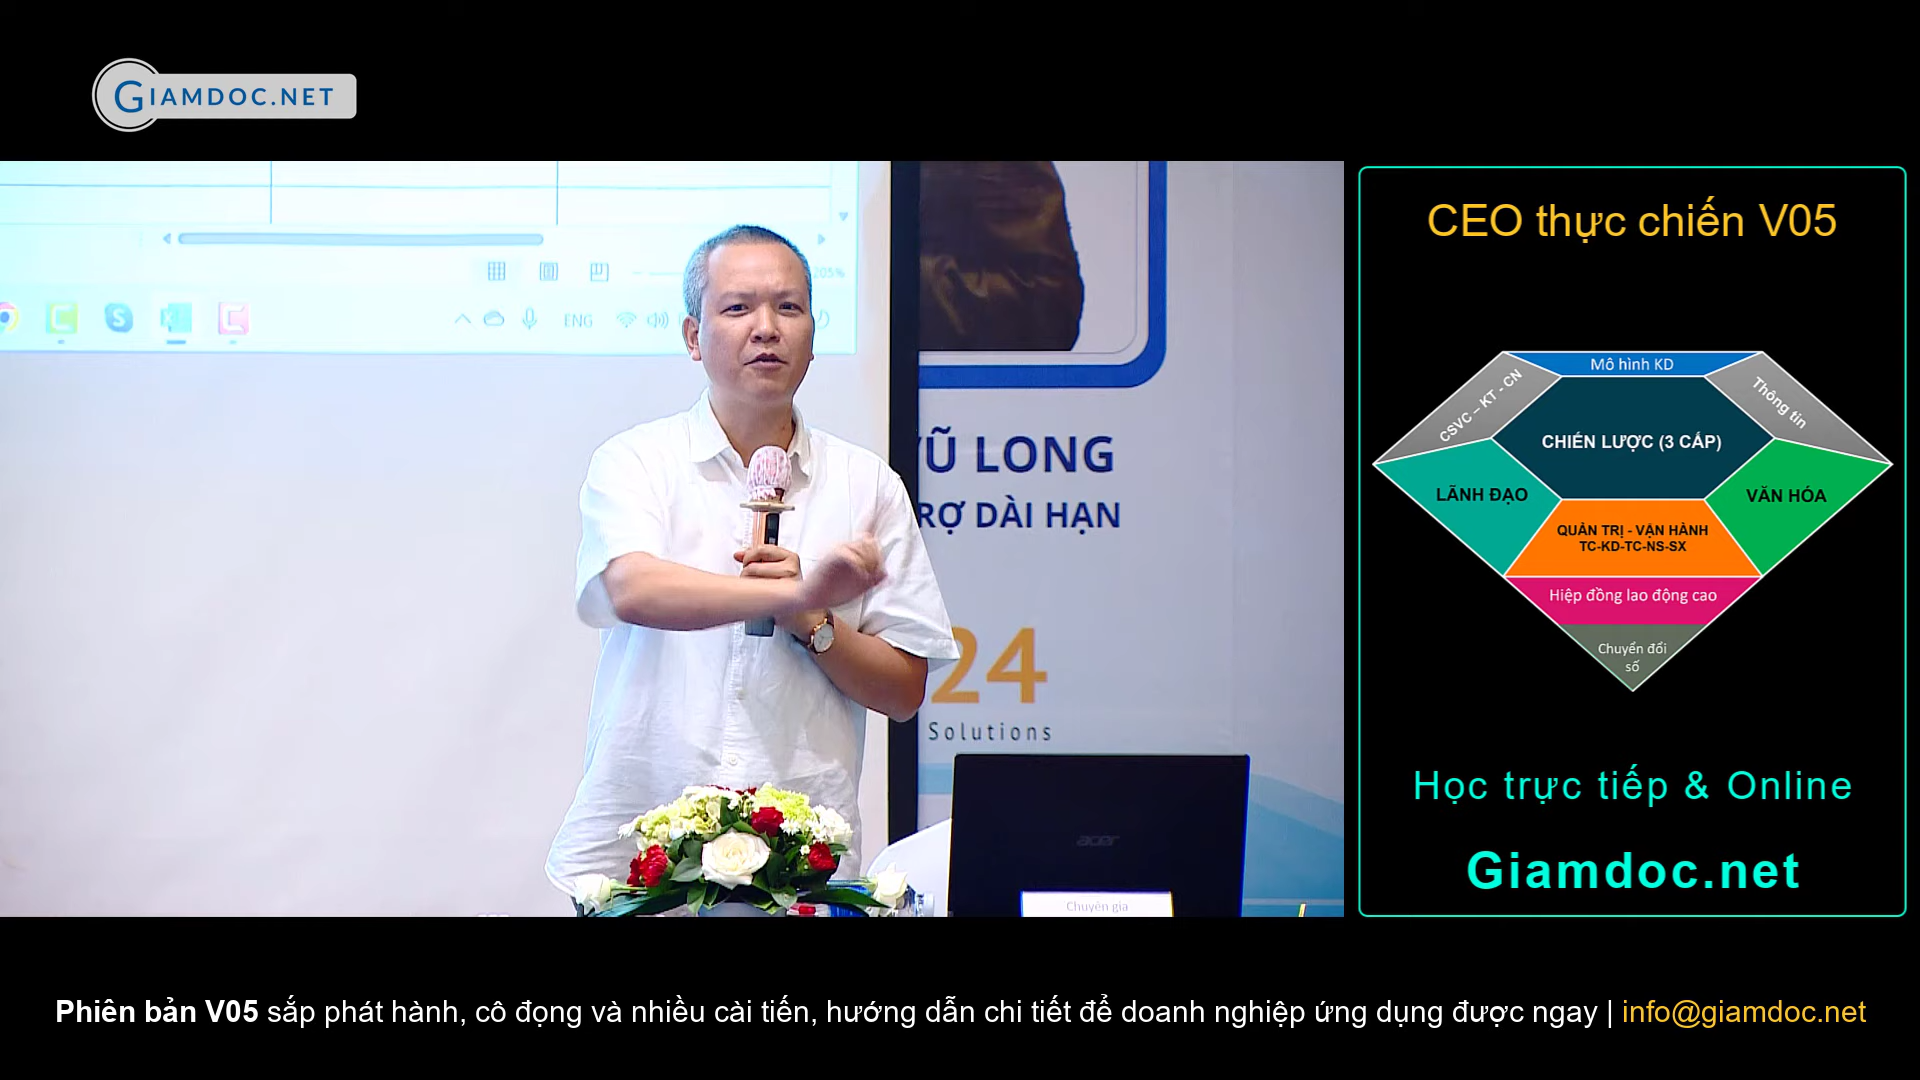 GIAMDOC.NET
205%
ENG
VŨ LONG
RỢ DÀI HẠN
24
Solutions
acer
Chuyên gia
CEO thực chiến V05
Mô hình KD
CSVC – KT - CN
Thông tin
CHIẾN LƯỢC (3 CẤP)
LÃNH ĐẠO
VĂN HÓA
QUẢN TRỊ - VẬN HÀNH
TC-KD-TC-NS-SX
Hiệp đồng lao động cao
Chuyển đổi
số
Học trực tiếp & Online
Giamdoc.net
Phiên bản V05 sắp phát hành, cô đọng và nhiều cải tiến, hướng dẫn chi tiết để doanh nghiệp ứng dụng được ngay | info@giamdoc.net